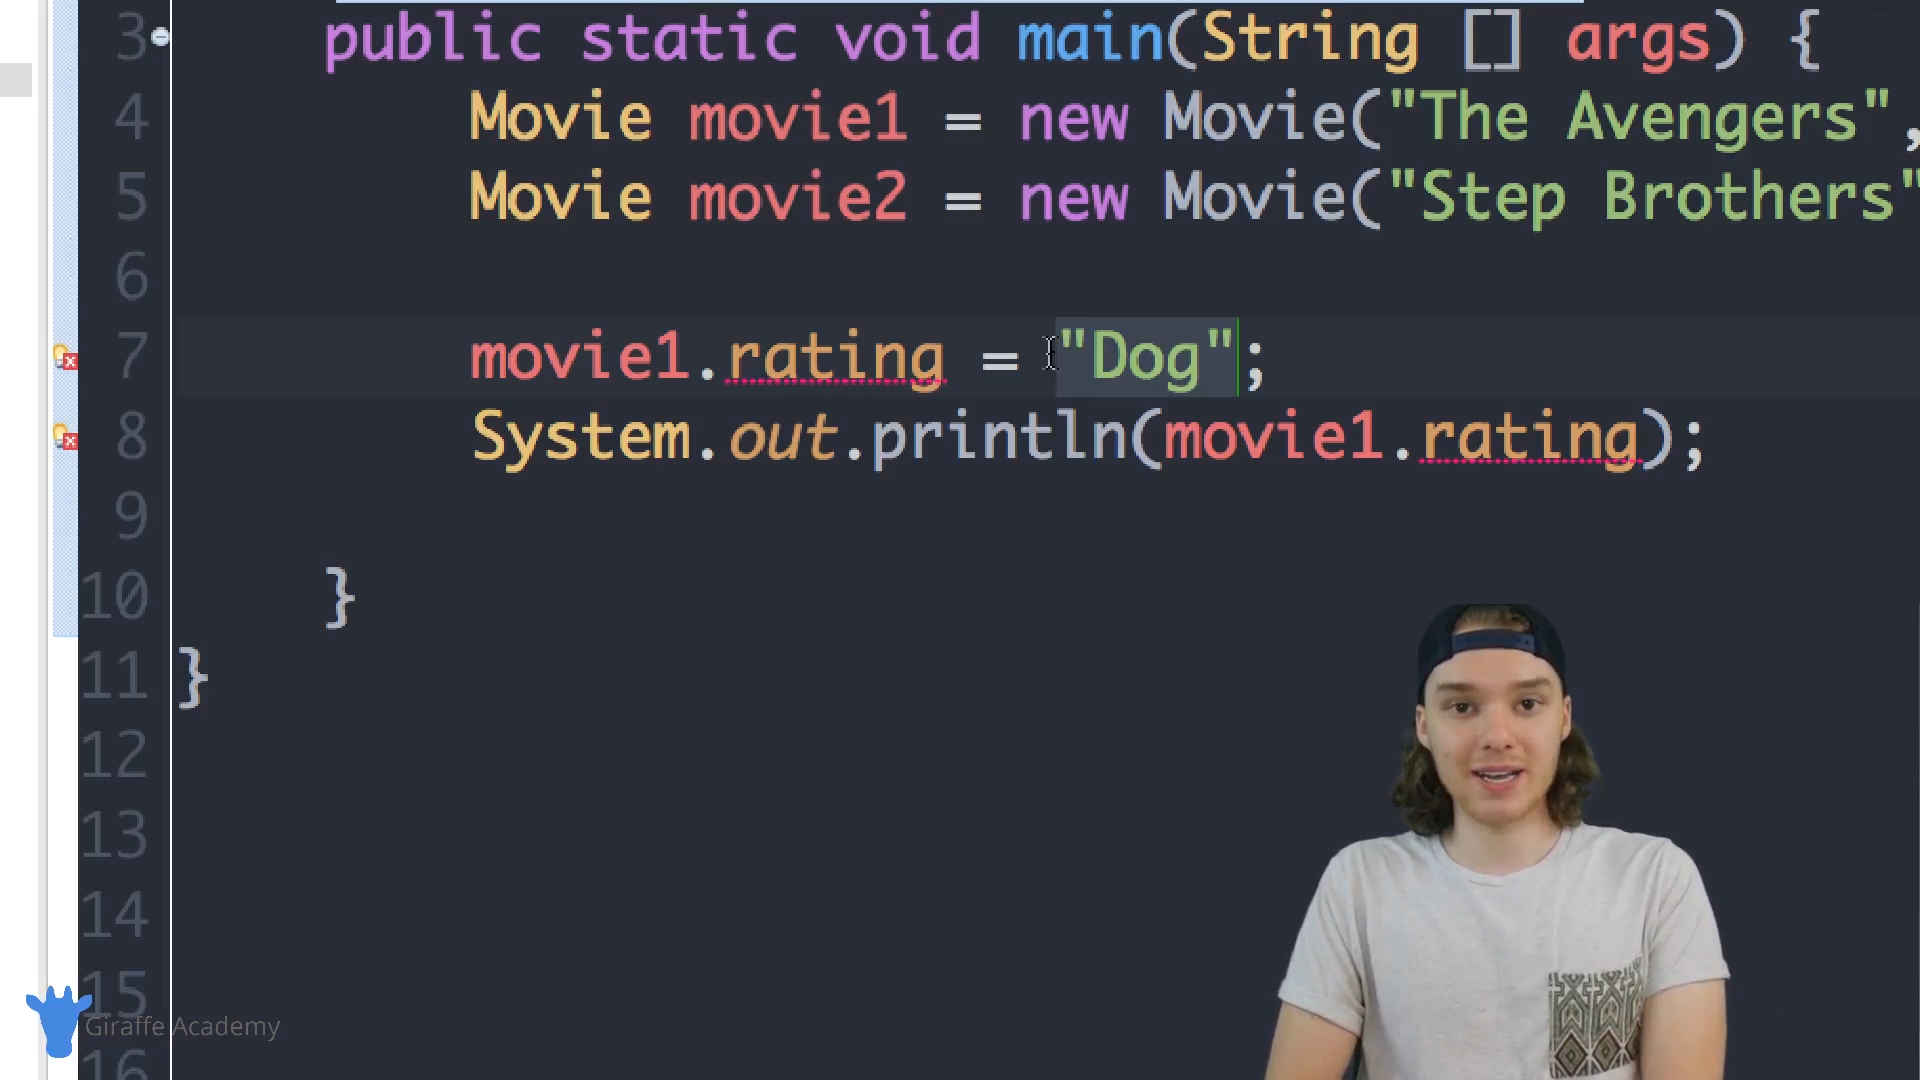 3 public static void main(String [] args) {
4 Movie movie1 = new Movie("The Avengers",
5 Movie movie2 = new Movie("Step Brothers"
6
7 movie1.rating = "Dog";
8 System.out.println(movie1.rating);
9
10 }
11 }
12
13
14
15
Giraffe Academy
16